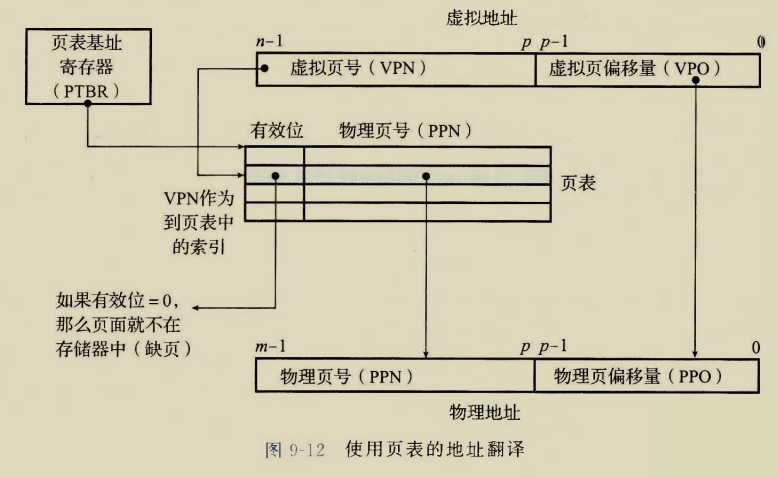 虚拟地址
页表基址
寄存器
（PTBR）
n-1 p p-1 0
虚拟页号（VPN） 虚拟页偏移量（VPO）
有效位 物理页号（PPN）
页表
VPN作为
到页表中
的索引
如果有效位=0,
那么页面就不在
存储器中（缺页）
m-1 p p-1 0
物理页号（PPN） 物理页偏移量（PPO）
物理地址
图 9-12 使用页表的地址翻译